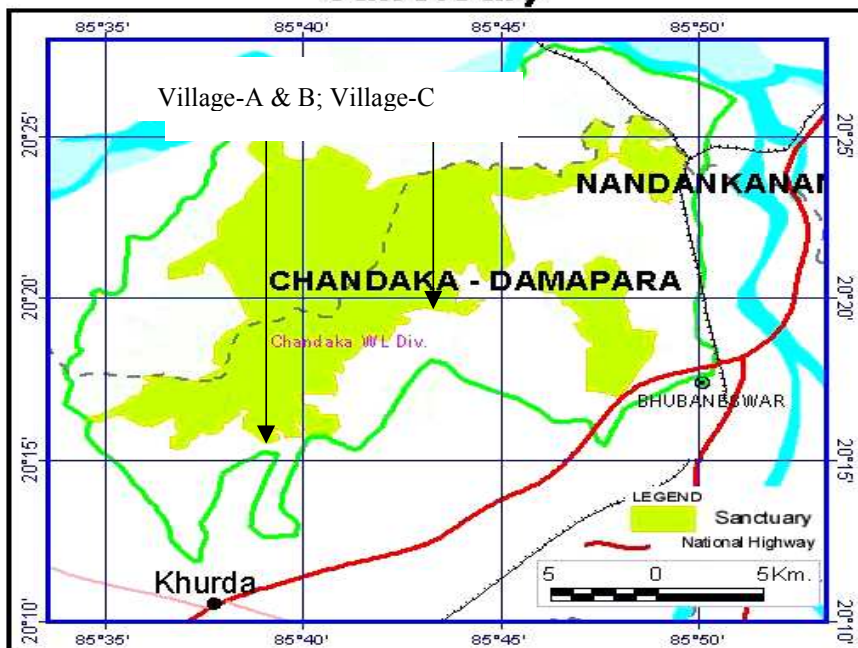 85°35' 85°40' 85°45' 85°50'
Village-A & B; Village-C
20°25' 20°25'
NANDANKANAN
20°20' 20°20'
CHANDAKA - DAMAPARA
Chandaka WL Div.
BHUBANESWAR
20°15' 20°15'
LEGEND
Sanctuary
National Highway
Khurda
5 0 5 Km.
20°10' 20°10'
85°35' 85°40' 85°45' 85°50'